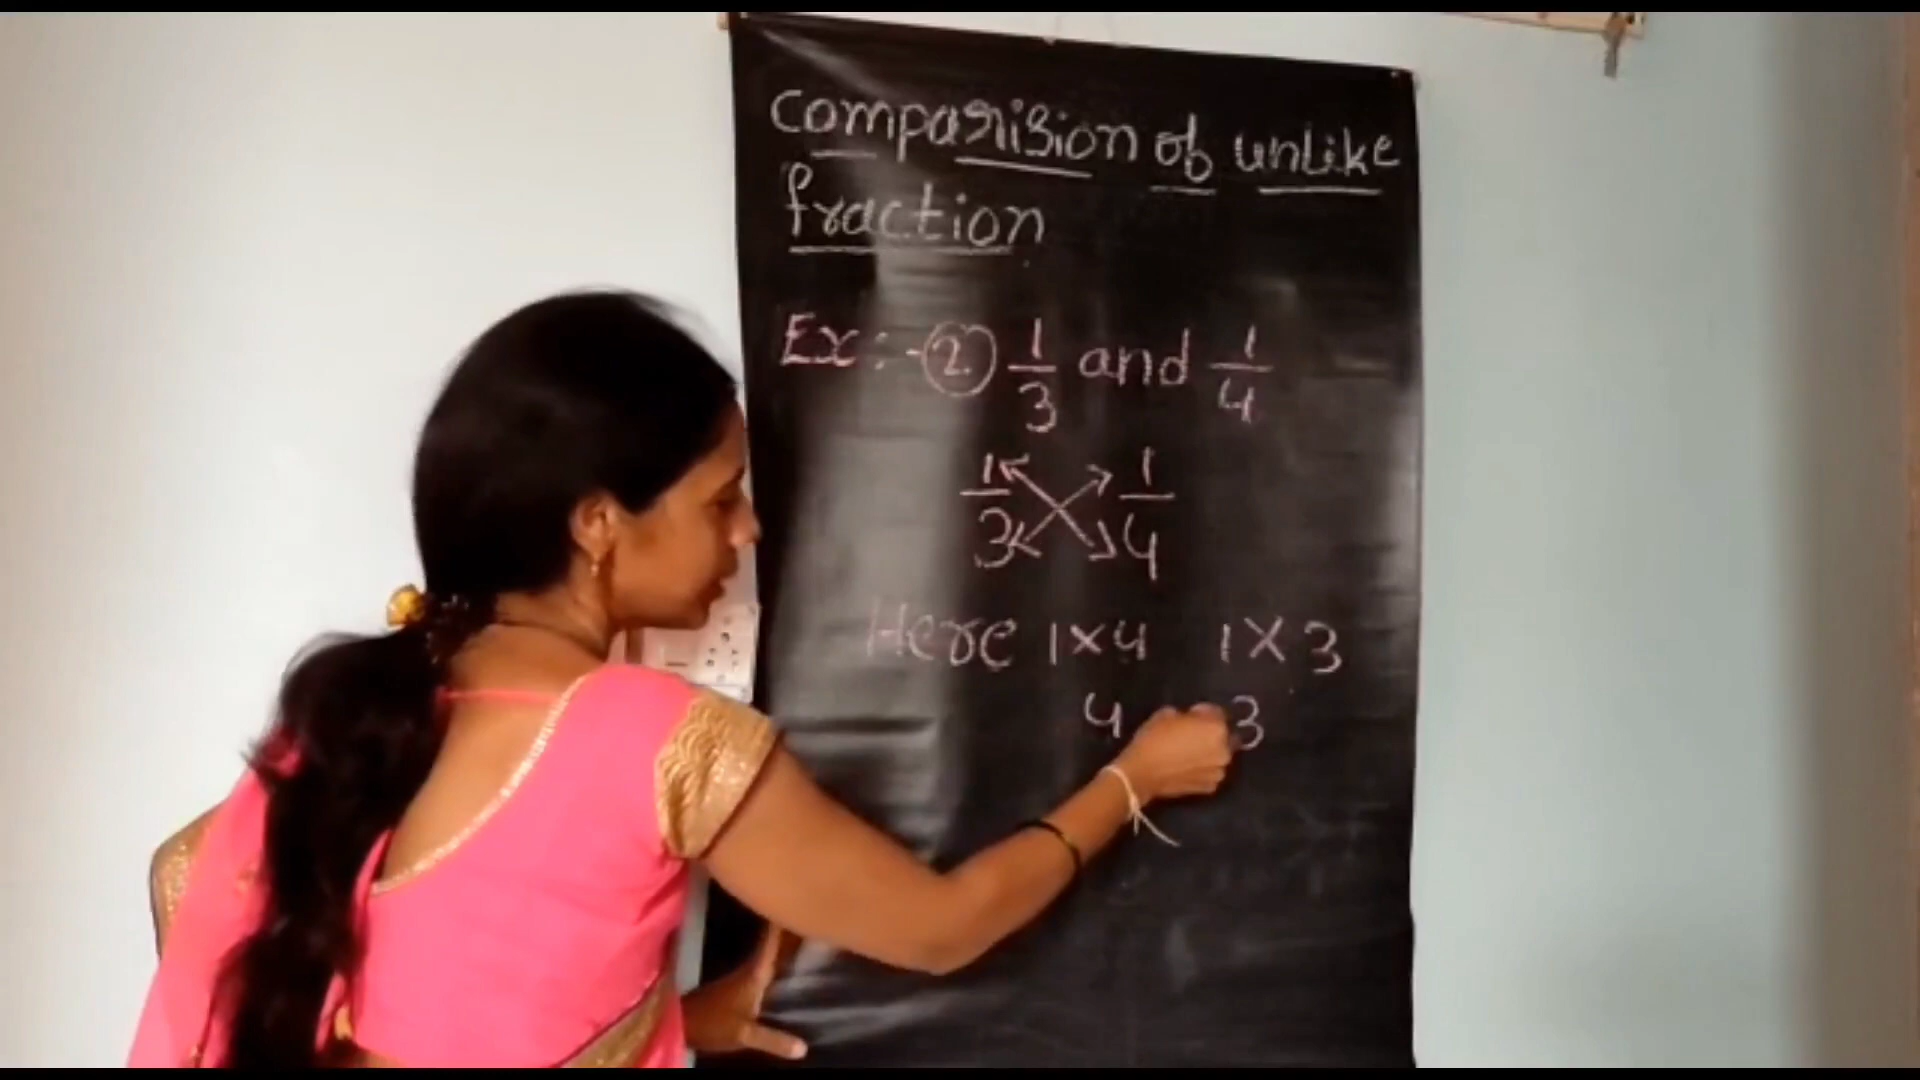 Comparision of unlike
fraction
Ex:-② 1/3 and 1/4
1/3 1/4
Here 1×4 1×3
4 3